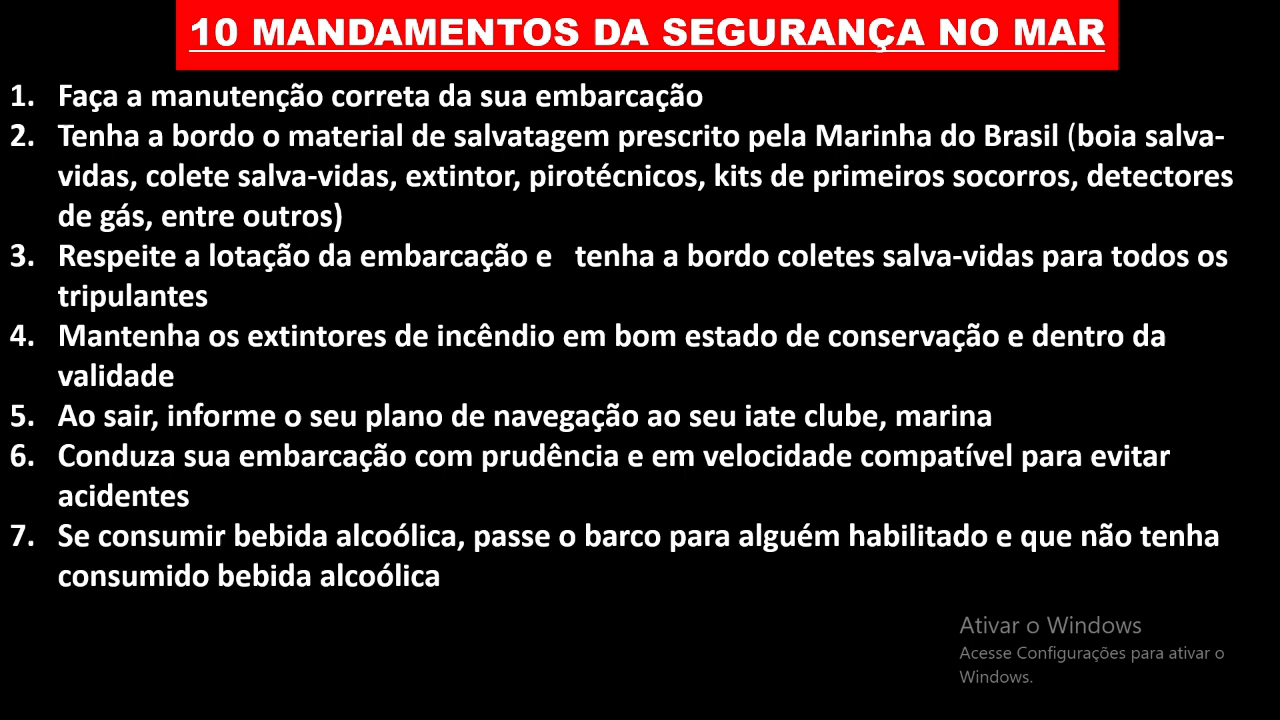 10 MANDAMENTOS DA SEGURANÇA NO MAR
1. Faça a manutenção correta da sua embarcação
2. Tenha a bordo o material de salvatagem prescrito pela Marinha do Brasil (boia salva-
vidas, colete salva-vidas, extintor, pirotécnicos, kits de primeiros socorros, detectores
de gás, entre outros)
3. Respeite a lotação da embarcação e   tenha a bordo coletes salva-vidas para todos os
tripulantes
4. Mantenha os extintores de incêndio em bom estado de conservação e dentro da
validade
5. Ao sair, informe o seu plano de navegação ao seu iate clube, marina
6. Conduza sua embarcação com prudência e em velocidade compatível para evitar
acidentes
7. Se consumir bebida alcoólica, passe o barco para alguém habilitado e que não tenha
consumido bebida alcoólica
Ativar o Windows
Acesse Configurações para ativar o
Windows.